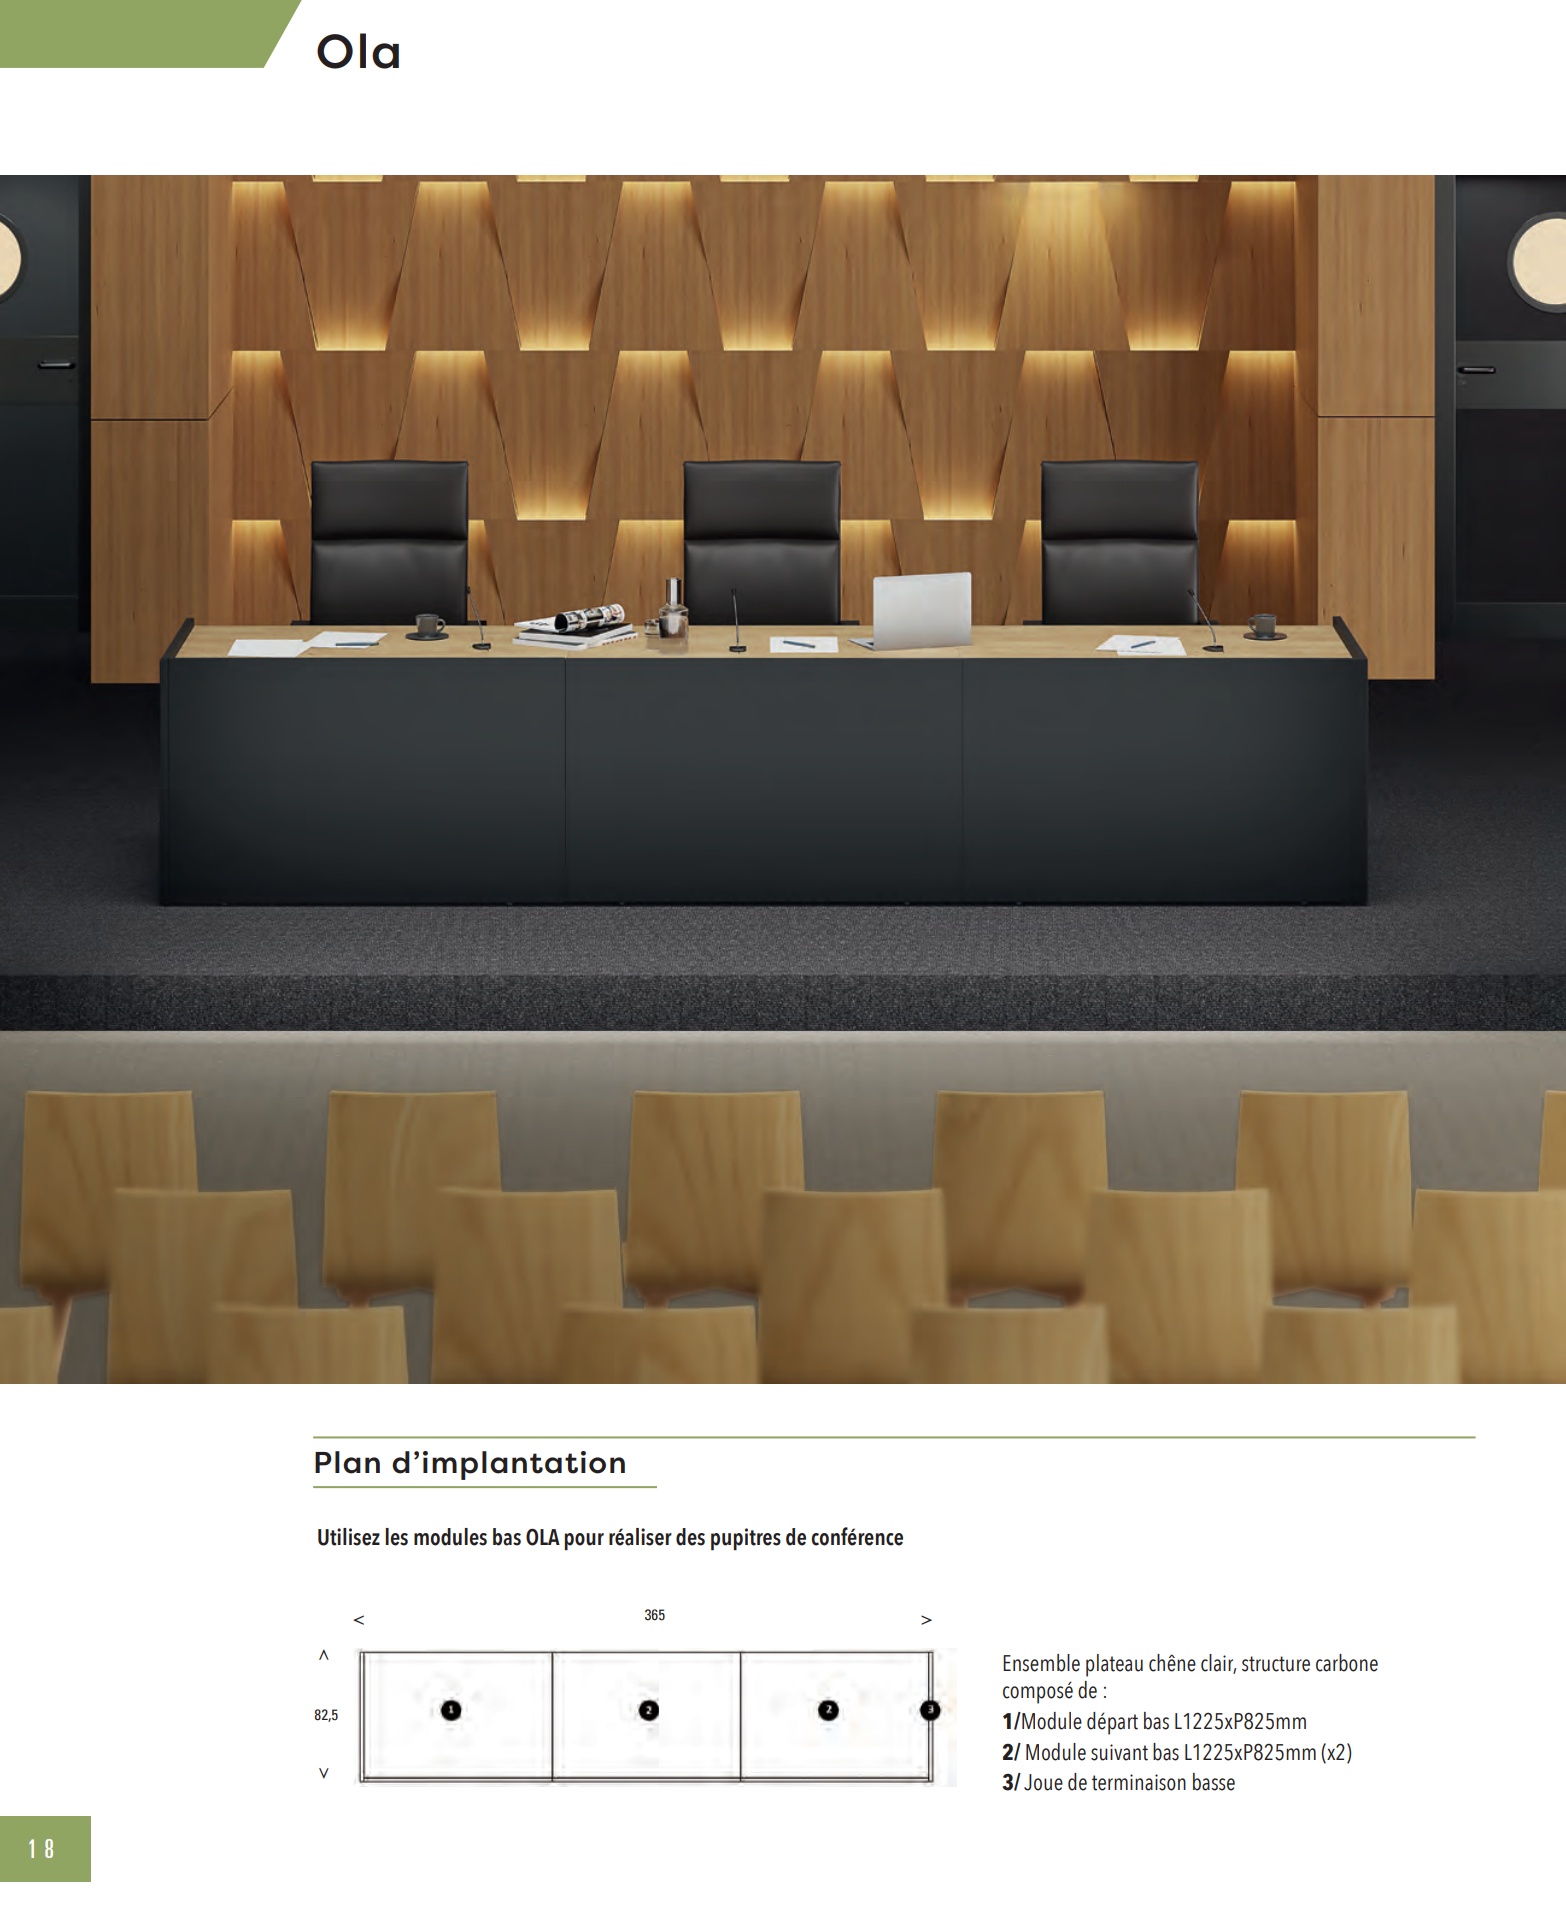 Ola
Plan d’implantation
Utilisez les modules bas OLA pour réaliser des pupitres de conférence
< 365 >
<
82,5
>
1 2 2 3
Ensemble plateau chêne clair, structure carbone
composé de :
1/Module départ bas L1225xP825mm
2/ Module suivant bas L1225xP825mm (x2)
3/ Joue de terminaison basse
18